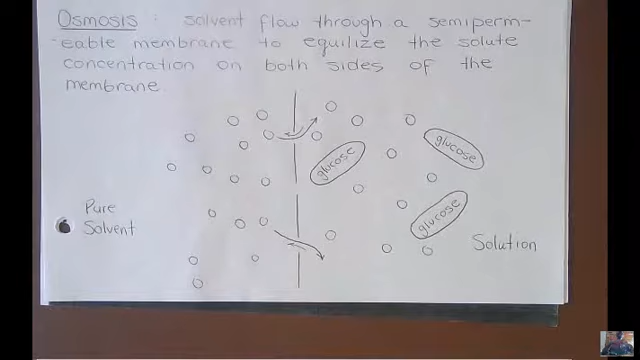 Osmosis: solvent flow through a semiperm-
-eable membrane to equilize the solute
concentration on both sides of the
membrane.
glucose
glucose
glucose
Pure
Solvent
Solution